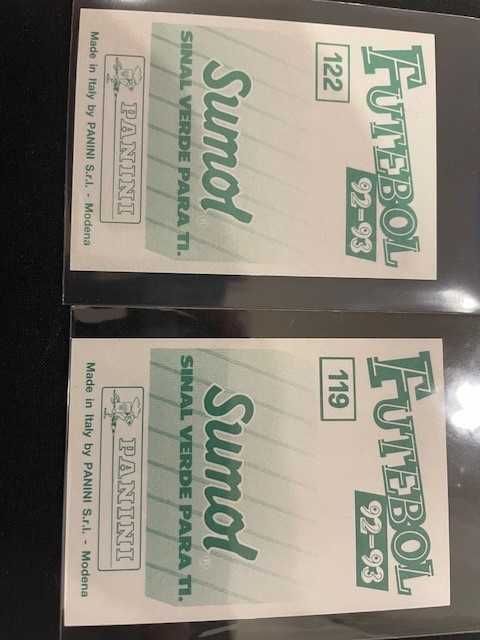 FUTEBOL
92-93
122
Sumol®
SINAL VERDE PARA TI.
PANINI
Made in Italy by PANINI S.r.l. - Modena
FUTEBOL
92-93
119
Sumol®
SINAL VERDE PARA TI.
PANINI
Made in Italy by PANINI S.r.l. - Modena